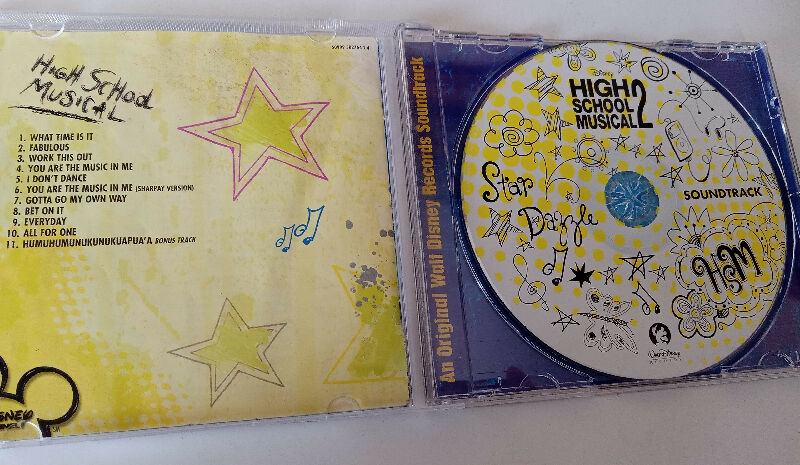 HIGH SCHOOL
MUSICAL
1. WHAT TIME IS IT
2. FABULOUS
3. WORK THIS OUT
4. YOU ARE THE MUSIC IN ME
5. I DON'T DANCE
6. YOU ARE THE MUSIC IN ME (SHARPAY VERSION)
7. GOTTA GO MY OWN WAY
8. BET ON IT
9. EVERYDAY
10. ALL FOR ONE
11. HUMUHUMUNUKUNUKUAPUA'A BONUS TRACK
An Original Walt Disney Records Soundtrack
Disney
HIGH
SCHOOL
MUSICAL 2
SOUNDTRACK
Star
Dazzle
HSM
Walt Disney